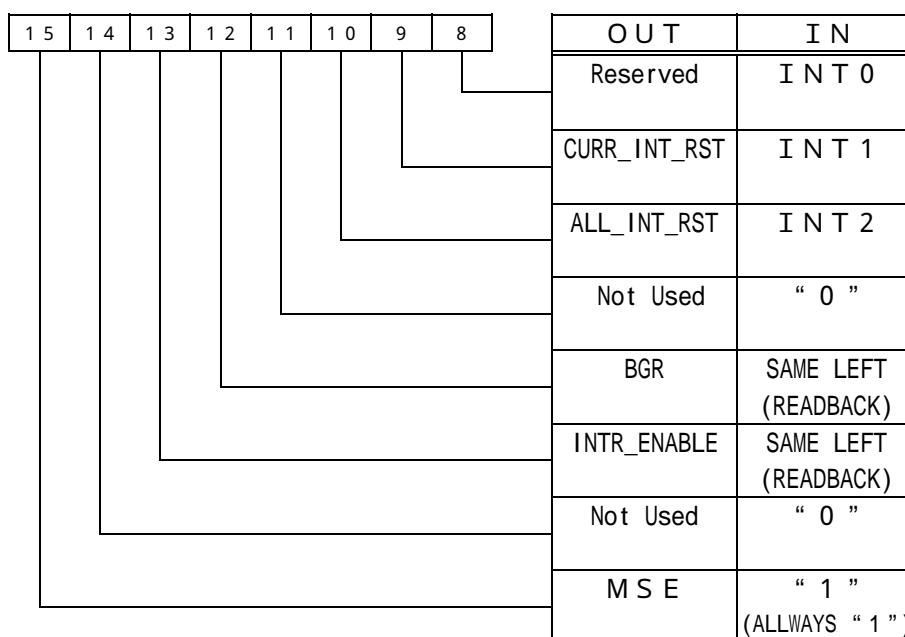 15 14 13 12 11 10 9 8
OUT IN
Reserved INT0
CURR_INT_RST INT1
ALL_INT_RST INT2
Not Used “0”
BGR SAME LEFT
(READBACK)
INTR_ENABLE SAME LEFT
(READBACK)
Not Used “0”
MSE “1”
(ALLWAYS “1”)